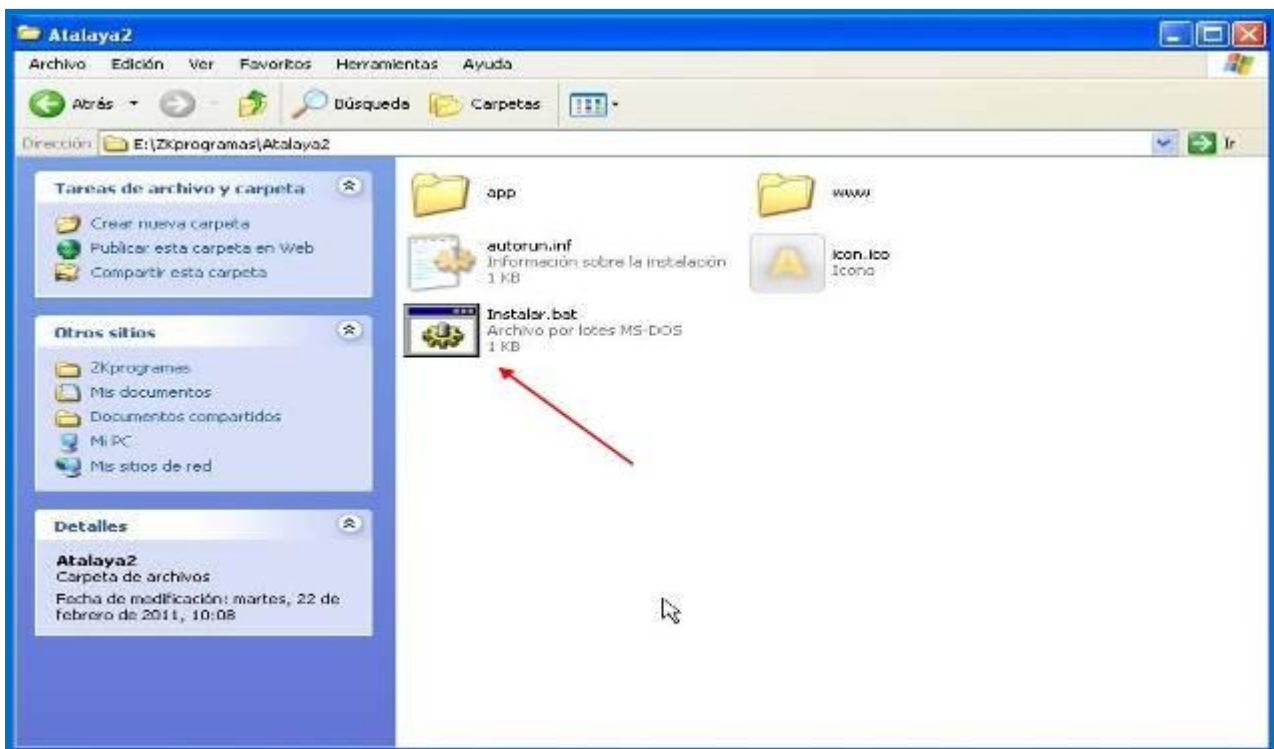 Atalaya2
Archivo Edición Ver Favoritos Herramientas Ayuda
Atrás Búsqueda Carpetas
Dirección E:\ZKprogramas\Atalaya2 Ir
Tareas de archivo y carpeta
Crear nueva carpeta
Publicar esta carpeta en Web
Compartir esta carpeta
Otros sitios
ZKprogramas
Mis documentos
Documentos compartidos
Mi PC
Mis sitios de red
Detalles
Atalaya2
Carpeta de archivos
Fecha de modificación: martes, 22 de
febrero de 2011, 10:08
app
www
autorun.inf
Información sobre la instalación
1 KB
icon.ico
Icono
Instalar.bat
Archivo por lotes MS-DOS
1 KB